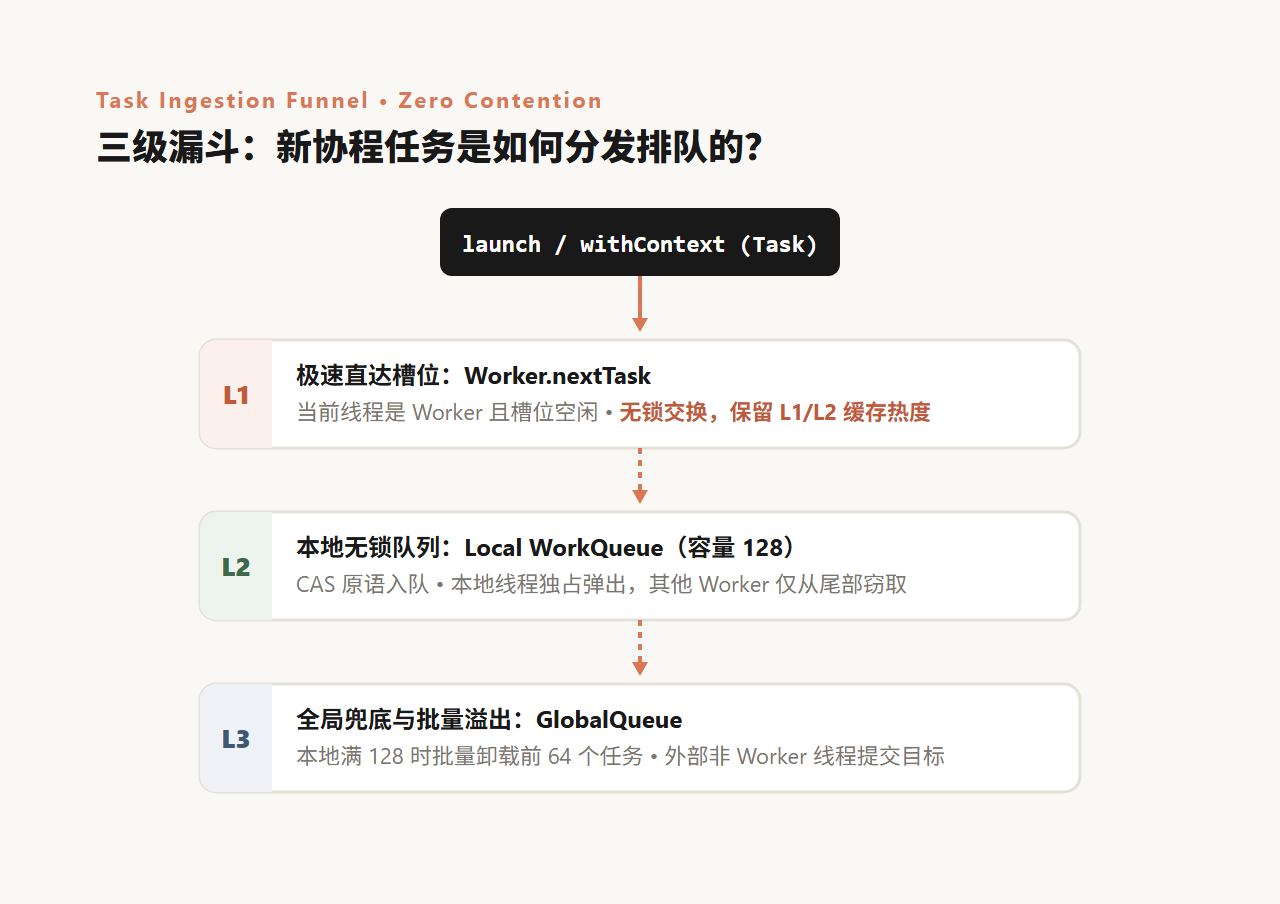 Task Ingestion Funnel • Zero Contention
三级漏斗：新协程任务是如何分发排队的？
launch / withContext (Task)
L1
极速直达槽位：Worker.nextTask
当前线程是 Worker 且槽位空闲 • 无锁交换，保留 L1/L2 缓存热度
L2
本地无锁队列：Local WorkQueue（容量 128）
CAS 原语入队 • 本地线程独占弹出，其他 Worker 仅从尾部窃取
L3
全局兜底与批量溢出：GlobalQueue
本地满 128 时批量卸载前 64 个任务 • 外部非 Worker 线程提交目标